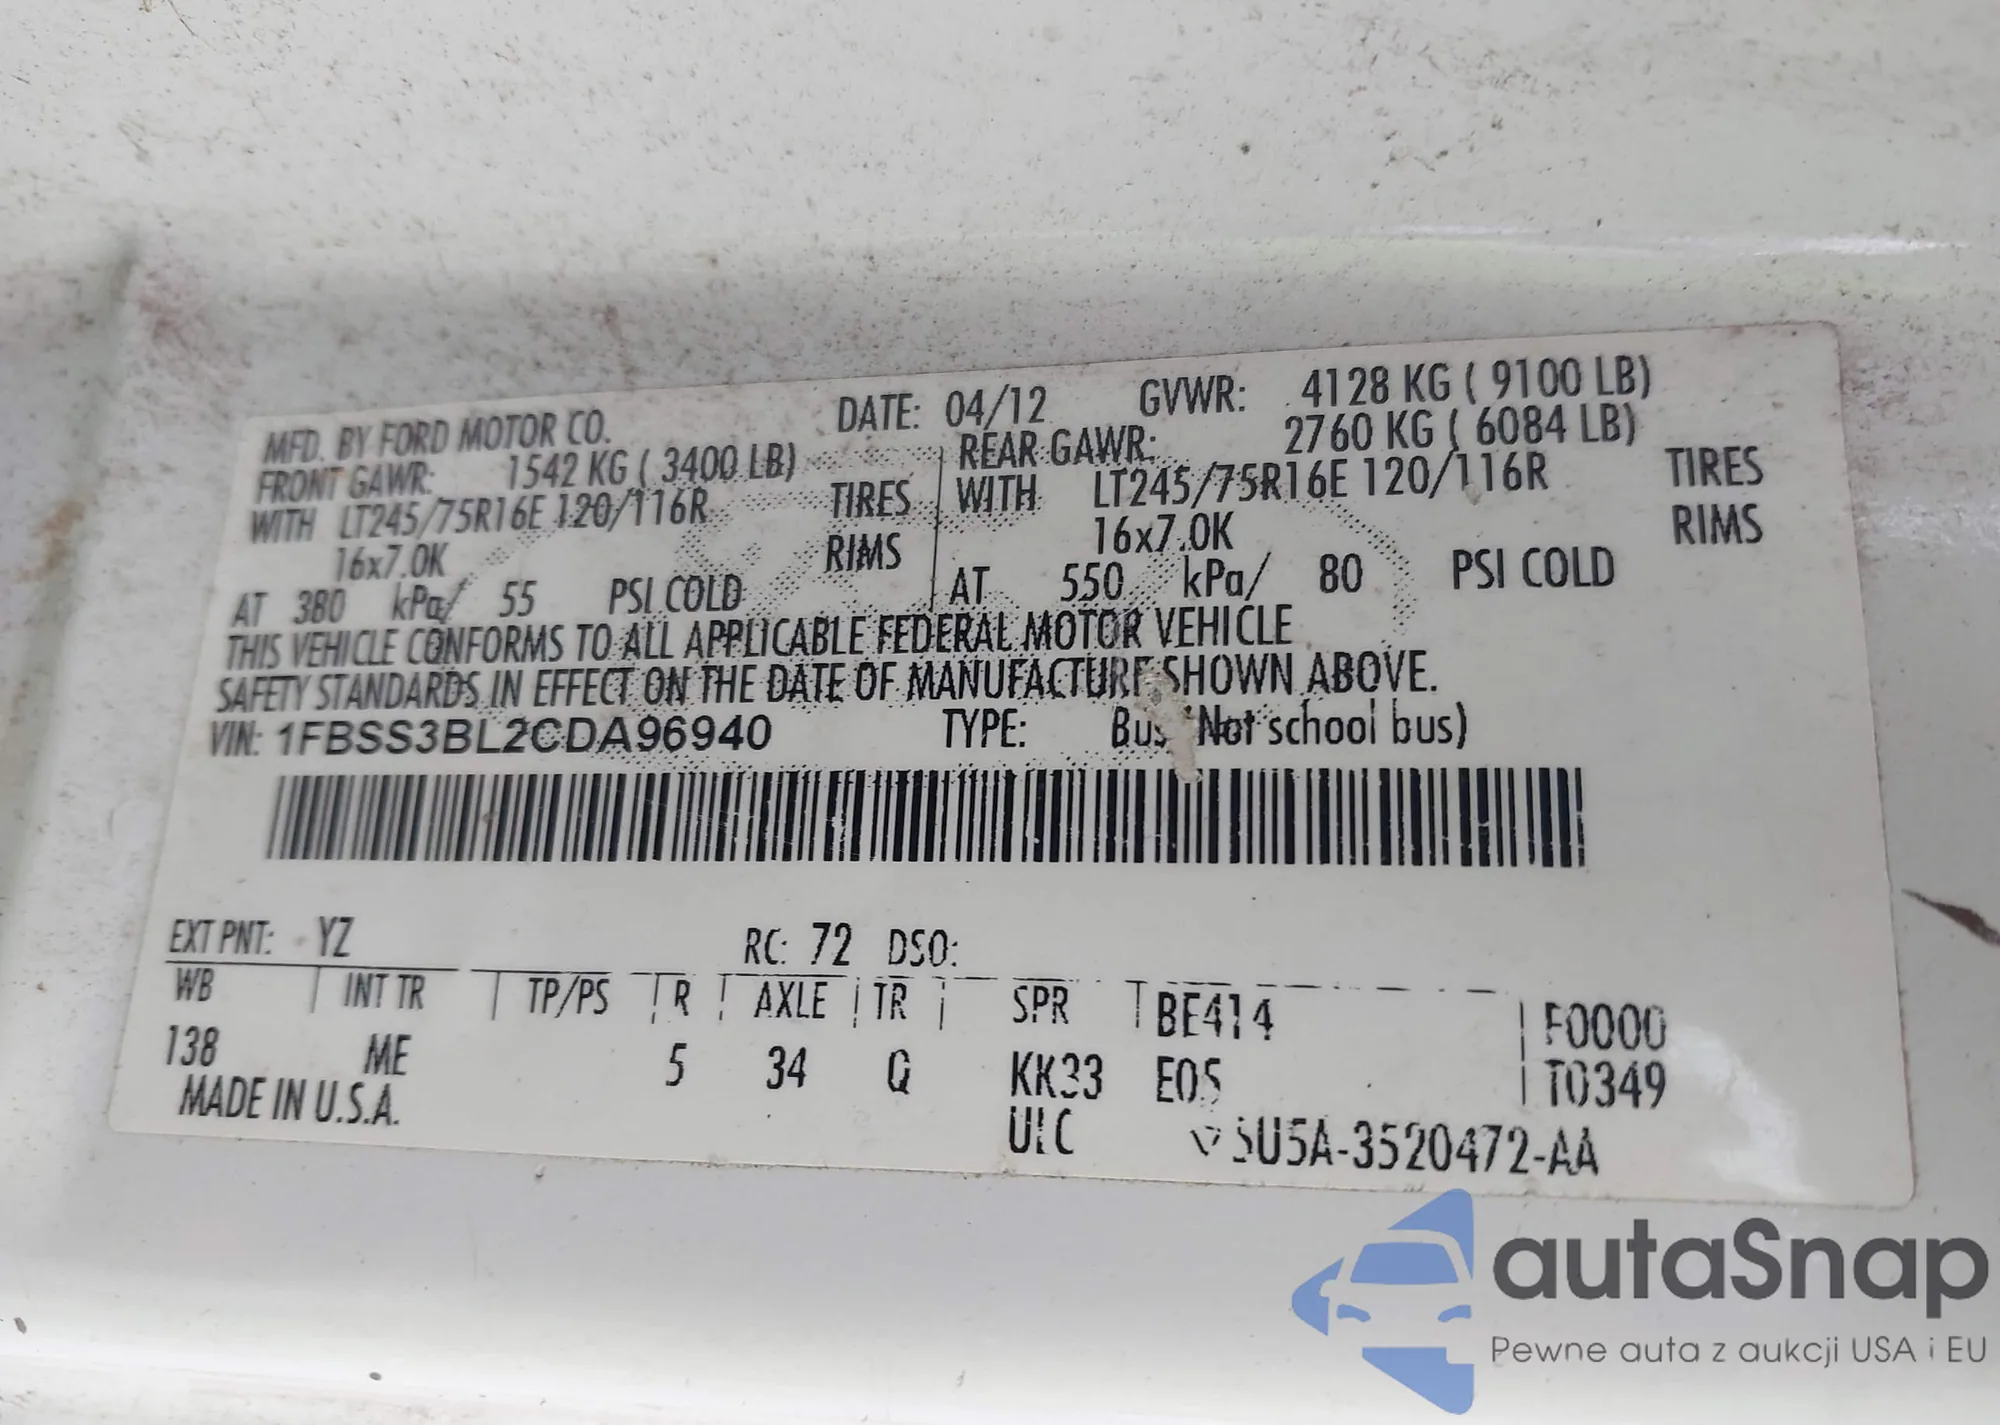 MFD. BY FORD MOTOR CO. DATE: 04/12 GVWR: 4128 KG ( 9100 LB)
FRONT GAWR: 1542 KG ( 3400 LB) REAR GAWR: 2760 KG ( 6084 LB)
WITH LT245/75R16E 120/116R TIRES WITH LT245/75R16E 120/116R TIRES
16x7.0K RIMS 16x7.0K RIMS
AT 380 kPa/ 55 PSI COLD AT 550 kPa/ 80 PSI COLD
THIS VEHICLE CONFORMS TO ALL APPLICABLE FEDERAL MOTOR VEHICLE
SAFETY STANDARDS IN EFFECT ON THE DATE OF MANUFACTURE SHOWN ABOVE.
VIN: 1FBSS3BL2CDA96940 TYPE: Bus (Not school bus)
EXT PNT: YZ RC: 72 DSO:
WB INT TR TP/PS R AXLE TR SPR BE414 F0000
138 ME 5 34 Q KK33 E05 T0349
MADE IN U.S.A. 5U5A-3520472-AA
autaSnap
Pewne auta z aukcji USA i EU